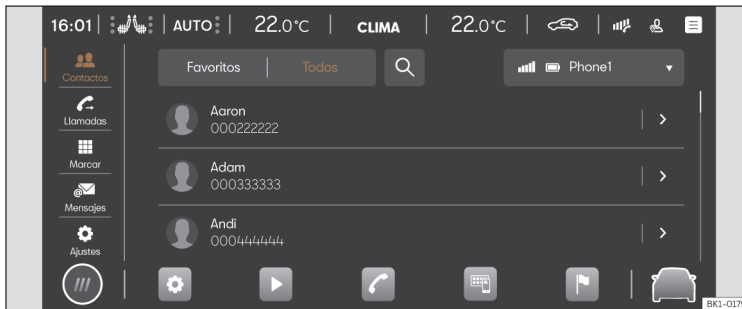 16:01 AUTO 22.0°C CLIMA 22.0°C
Contactos
Llamadas
Marcar
@ Mensajes
Ajustes
Favoritos Todos
Phone1
Aaron
000222222
Adam
000333333
Andi
000444444
BK1-0179